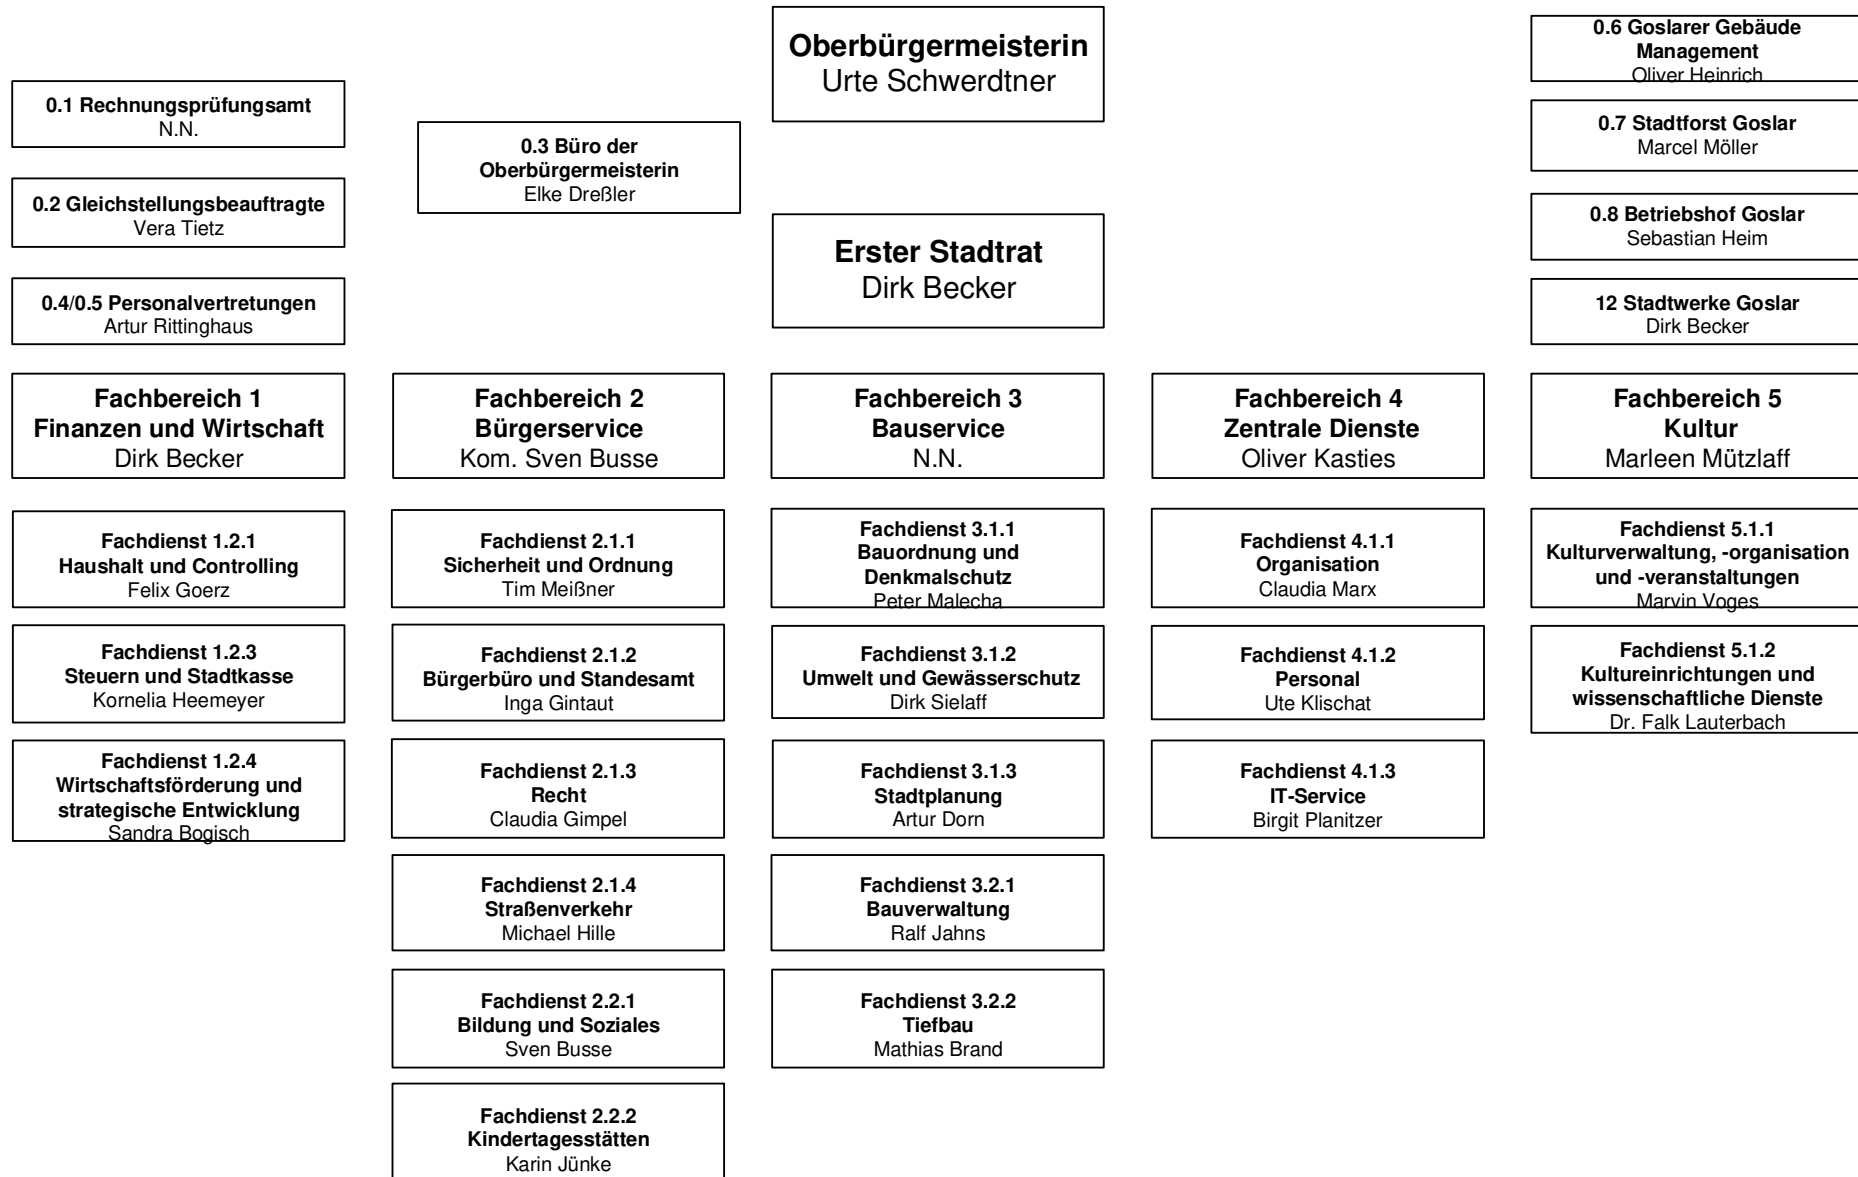 Oberbürgermeisterin
Urte Schwerdtner
0.1 Rechnungsprüfungsamt
N.N.
0.2 Gleichstellungsbeauftragte
Vera Tietz
0.4/0.5 Personalvertretungen
Artur Rittinghaus
0.3 Büro der
Oberbürgermeisterin
Elke Dreßler
Erster Stadtrat
Dirk Becker
0.6 Goslarer Gebäude
Management
Oliver Heinrich
0.7 Stadtforst Goslar
Marcel Möller
0.8 Betriebshof Goslar
Sebastian Heim
12 Stadtwerke Goslar
Dirk Becker
Fachbereich 1
Finanzen und Wirtschaft
Dirk Becker
Fachdienst 1.2.1
Haushalt und Controlling
Felix Goerz
Fachdienst 1.2.3
Steuern und Stadtkasse
Kornelia Heemeyer
Fachdienst 1.2.4
Wirtschaftsförderung und
strategische Entwicklung
Sandra Bogisch
Fachbereich 2
Bürgerservice
Kom. Sven Busse
Fachdienst 2.1.1
Sicherheit und Ordnung
Tim Meißner
Fachdienst 2.1.2
Bürgerbüro und Standesamt
Inga Gintaut
Fachdienst 2.1.3
Recht
Claudia Gimpel
Fachdienst 2.1.4
Straßenverkehr
Michael Hille
Fachdienst 2.2.1
Bildung und Soziales
Sven Busse
Fachdienst 2.2.2
Kindertagesstätten
Karin Jünke
Fachbereich 3
Bauservice
N.N.
Fachdienst 3.1.1
Bauordnung und
Denkmalschutz
Peter Malecha
Fachdienst 3.1.2
Umwelt und Gewässerschutz
Dirk Sielaff
Fachdienst 3.1.3
Stadtplanung
Artur Dorn
Fachdienst 3.2.1
Bauverwaltung
Ralf Jahns
Fachdienst 3.2.2
Tiefbau
Mathias Brand
Fachbereich 4
Zentrale Dienste
Oliver Kasties
Fachdienst 4.1.1
Organisation
Claudia Marx
Fachdienst 4.1.2
Personal
Ute Klischat
Fachdienst 4.1.3
IT-Service
Birgit Planitzer
Fachbereich 5
Kultur
Marleen Mützlaff
Fachdienst 5.1.1
Kulturverwaltung, -organisation
und -veranstaltungen
Marvin Voges
Fachdienst 5.1.2
Kultureinrichtungen und
wissenschaftliche Dienste
Dr. Falk Lauterbach